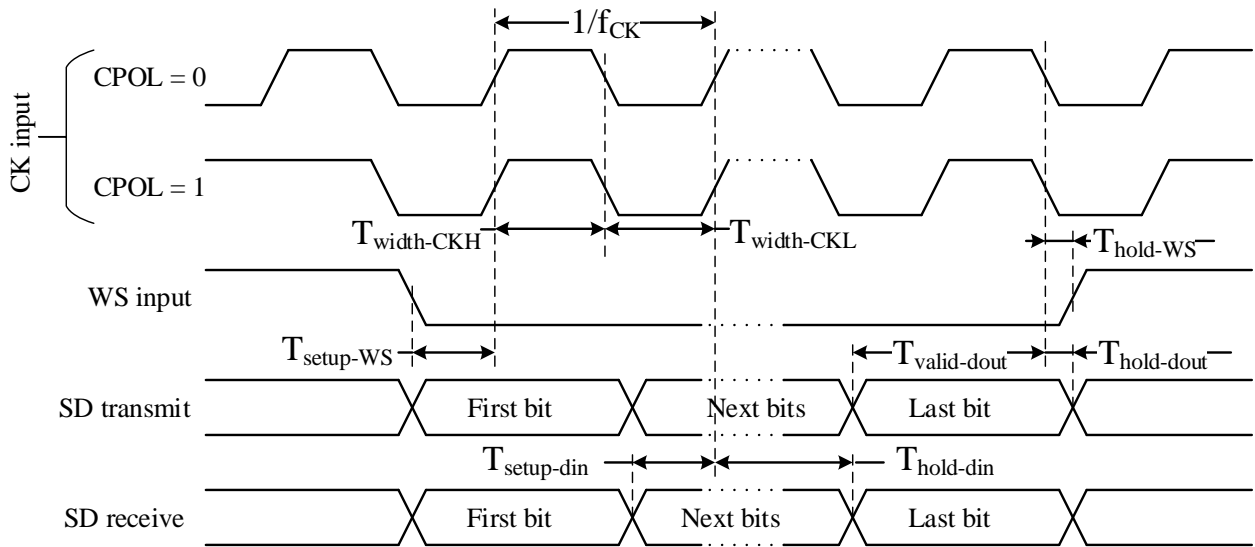 1/fCK
CK input
CPOL = 0
CPOL = 1
Twidth-CKH
Twidth-CKL
Thold-WS
WS input
Tsetup-WS
Tvalid-dout
Thold-dout
SD transmit
First bit
Next bits
Last bit
Tsetup-din
Thold-din
SD receive
First bit
Next bits
Last bit